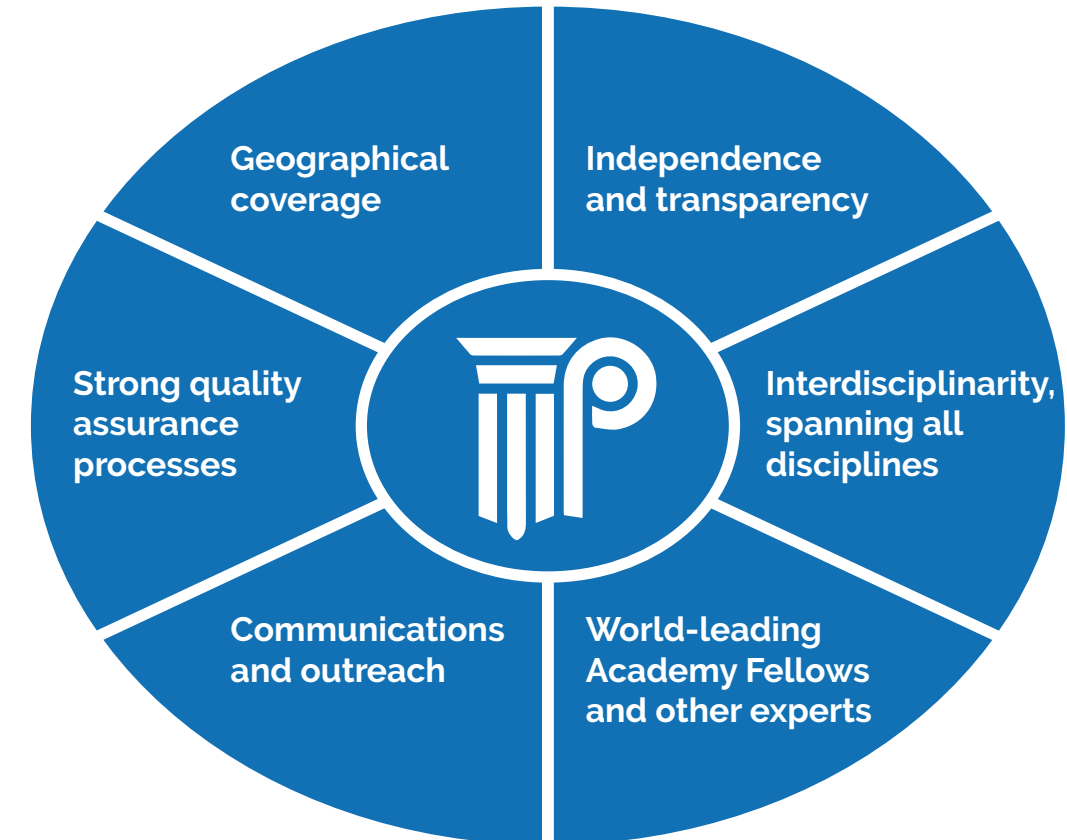 Geographical
coverage
Independence
and transparency
Strong quality
assurance
processes
Interdisciplinarity,
spanning all
disciplines
Communications
and outreach
World-leading
Academy Fellows
and other experts